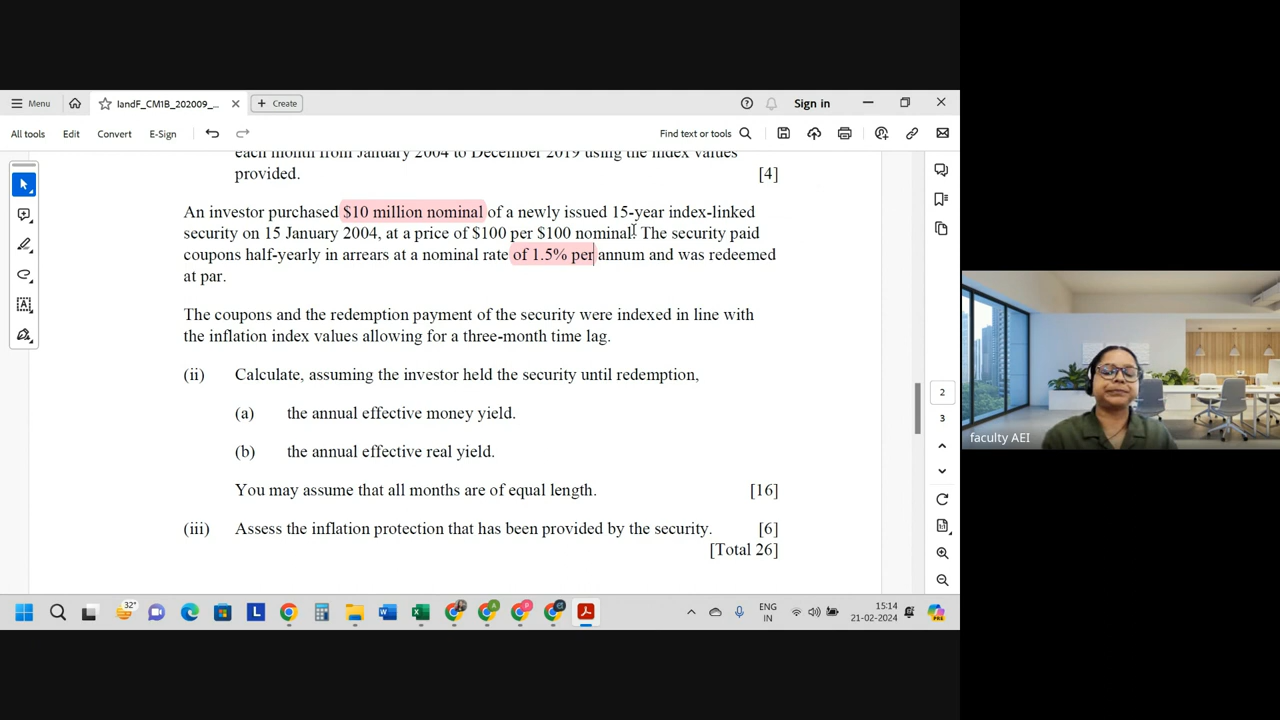 Menu
IandF_CM1B_202009_...
Create
Sign in
All tools
Edit
Convert
E-Sign
Find text or tools
each month from January 2004 to December 2019 using the index values
provided.
[4]
An investor purchased $10 million nominal of a newly issued 15-year index-linked
security on 15 January 2004, at a price of $100 per $100 nominal. The security paid
coupons half-yearly in arrears at a nominal rate of 1.5% per annum and was redeemed
at par.
The coupons and the redemption payment of the security were indexed in line with
the inflation index values allowing for a three-month time lag.
(ii) Calculate, assuming the investor held the security until redemption,
(a) the annual effective money yield.
(b) the annual effective real yield.
You may assume that all months are of equal length. [16]
(iii) Assess the inflation protection that has been provided by the security. [6]
[Total 26]
2
3
faculty AEI
32°
L
ENG
IN
15:14
21-02-2024